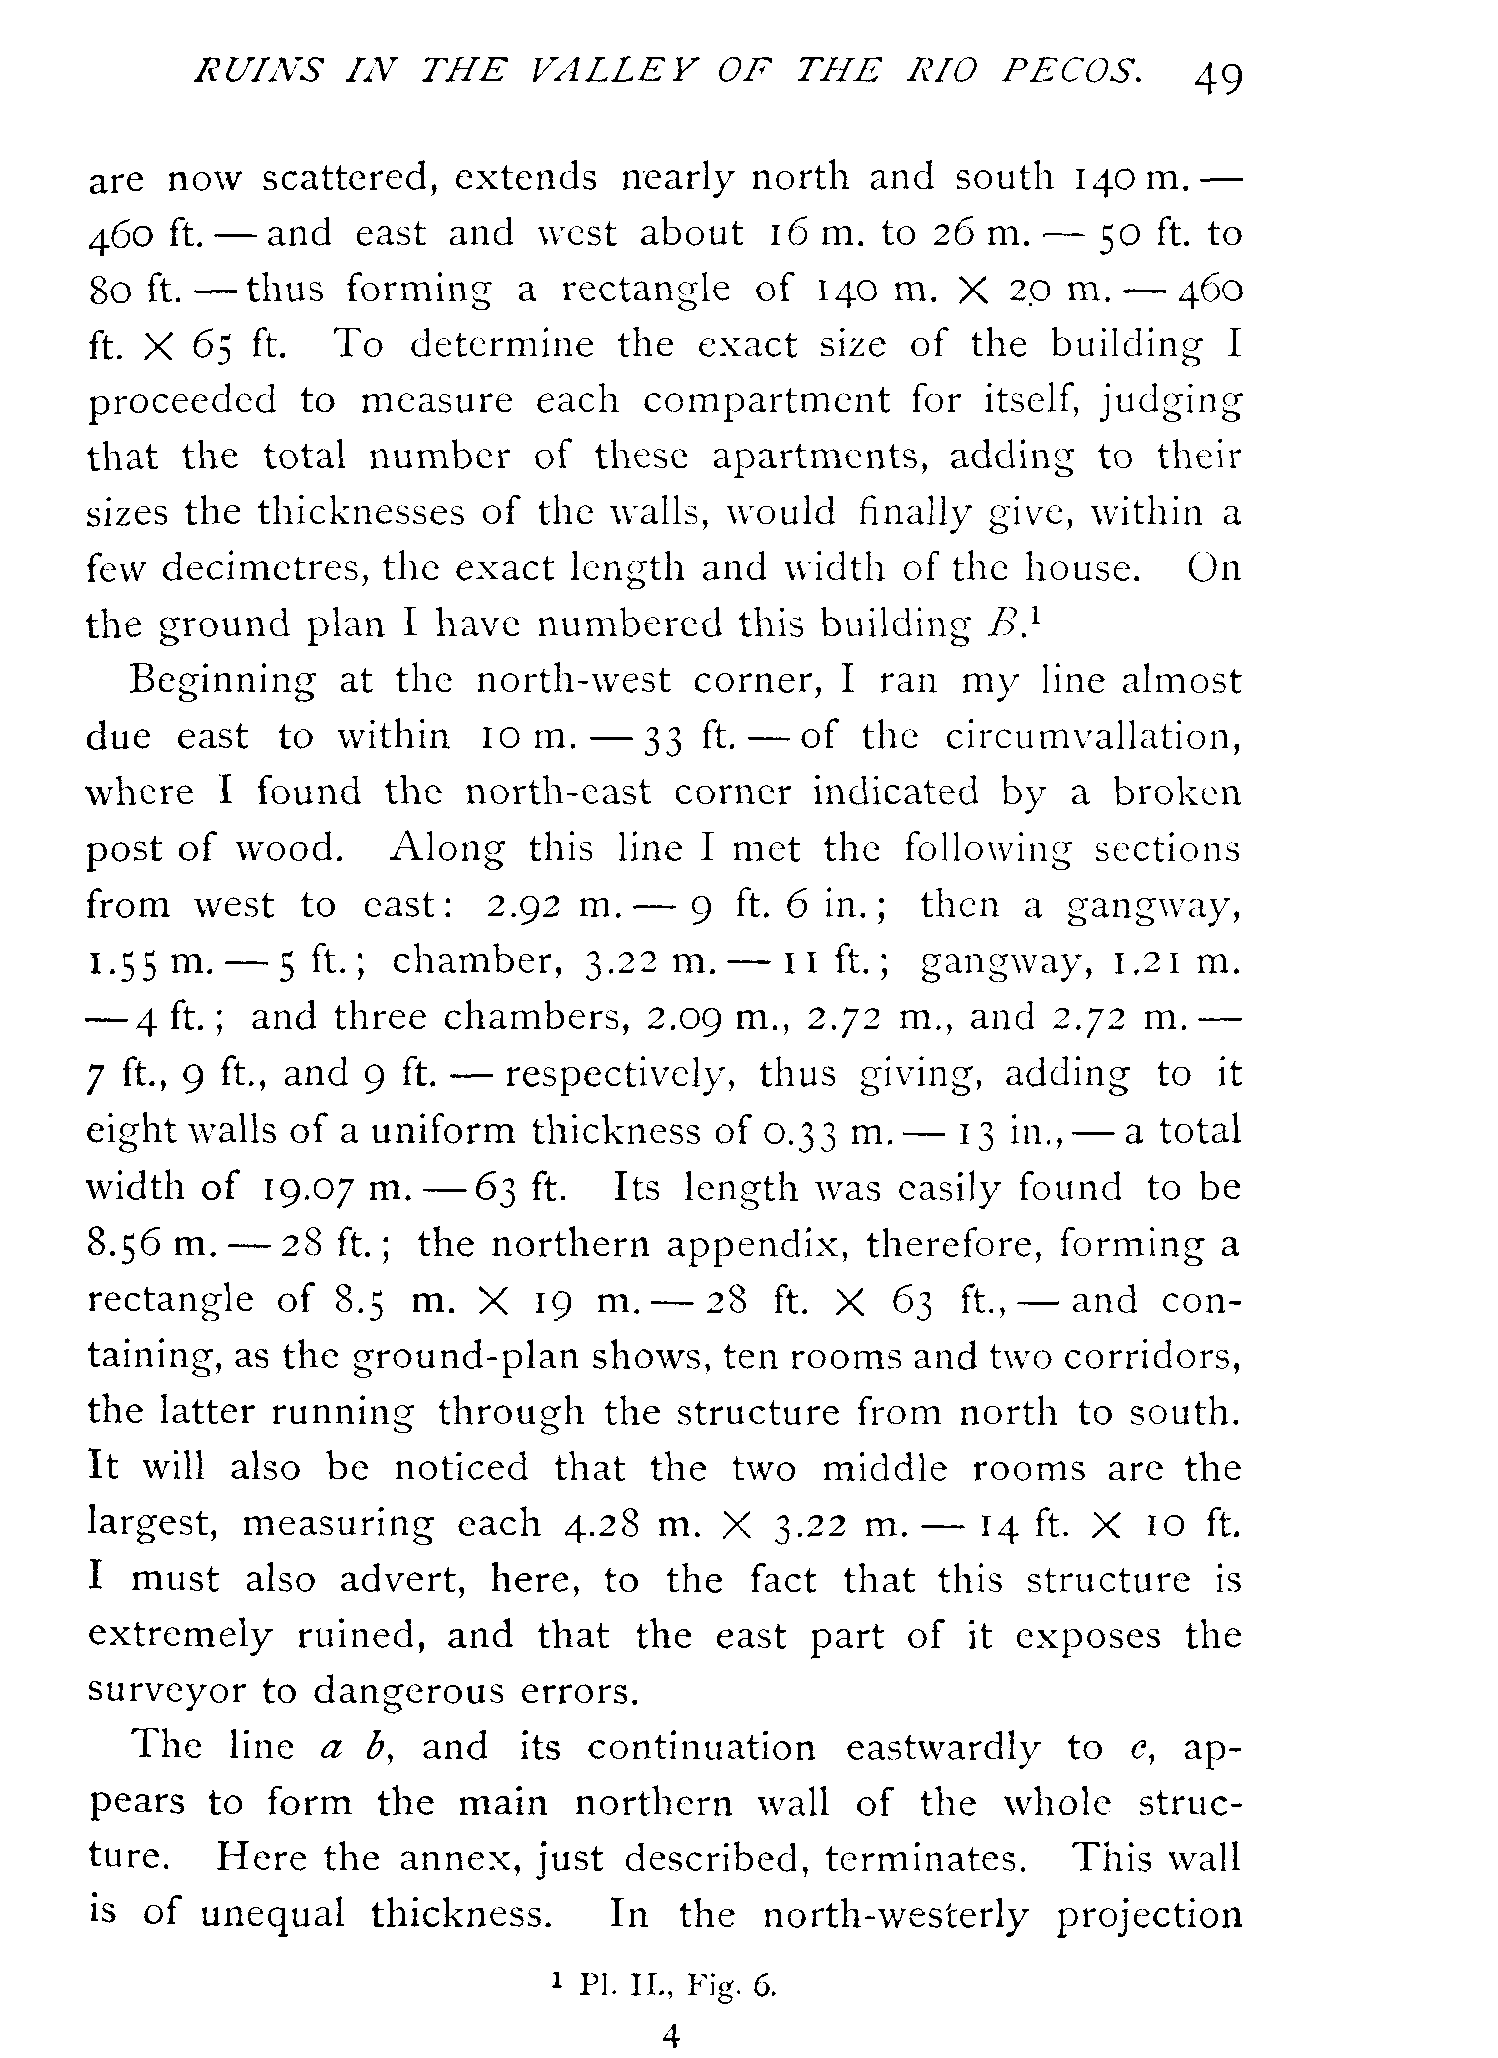 RUINS IN THE VALLEY OF THE RIO PECOS. 49
are now scattered, extends nearly north and south 140 m. —
460 ft. — and east and west about 16 m. to 26 m. — 50 ft. to
80 ft. — thus forming a rectangle of 140 m. X 20 m. — 460
ft. X 65 ft. To determine the exact size of the building I
proceeded to measure each compartment for itself, judging
that the total number of these apartments, adding to their
sizes the thicknesses of the walls, would finally give, within a
few decimetres, the exact length and width of the house. On
the ground plan I have numbered this building B.¹
Beginning at the north-west corner, I ran my line almost
due east to within 10 m. — 33 ft. — of the circumvallation,
where I found the north-east corner indicated by a broken
post of wood. Along this line I met the following sections
from west to east: 2.92 m. — 9 ft. 6 in.; then a gangway,
1.55 m. — 5 ft.; chamber, 3.22 m. — 11 ft.; gangway, 1.21 m.
— 4 ft.; and three chambers, 2.09 m., 2.72 m., and 2.72 m. —
7 ft., 9 ft., and 9 ft. — respectively, thus giving, adding to it
eight walls of a uniform thickness of 0.33 m. — 13 in., — a total
width of 19.07 m. — 63 ft. Its length was easily found to be
8.56 m. — 28 ft.; the northern appendix, therefore, forming a
rectangle of 8.5 m. X 19 m. — 28 ft. X 63 ft., — and con-
taining, as the ground-plan shows, ten rooms and two corridors,
the latter running through the structure from north to south.
It will also be noticed that the two middle rooms are the
largest, measuring each 4.28 m. X 3.22 m. — 14 ft. X 10 ft.
I must also advert, here, to the fact that this structure is
extremely ruined, and that the east part of it exposes the
surveyor to dangerous errors.
The line a b, and its continuation eastwardly to c, ap-
pears to form the main northern wall of the whole struc-
ture. Here the annex, just described, terminates. This wall
is of unequal thickness. In the north-westerly projection
¹ Pl. II., Fig. 6.
4